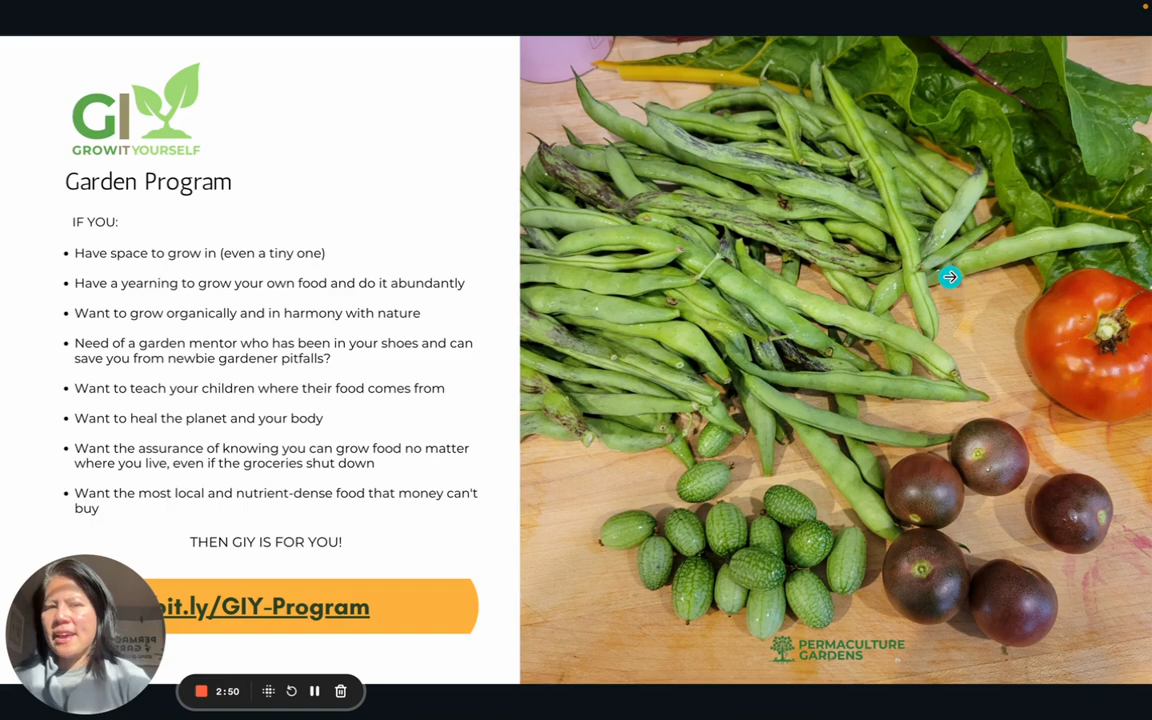 GIY
GROWITYOURSELF
Garden Program
IF YOU:
• Have space to grow in (even a tiny one)
• Have a yearning to grow your own food and do it abundantly
• Want to grow organically and in harmony with nature
• Need of a garden mentor who has been in your shoes and can
save you from newbie gardener pitfalls?
• Want to teach your children where their food comes from
• Want to heal the planet and your body
• Want the assurance of knowing you can grow food no matter
where you live, even if the groceries shut down
• Want the most local and nutrient-dense food that money can't
buy
THEN GIY IS FOR YOU!
bit.ly/GIY-Program
PERMACULTURE
GARDENS
2:50